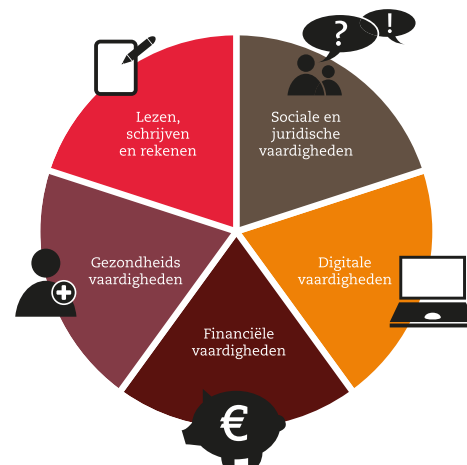 ?
!
Lezen,
schrijven
en rekenen
Sociale en
juridische
vaardigheden
Gezondheids
vaardigheden
Digitale
vaardigheden
Financiële
vaardigheden
€